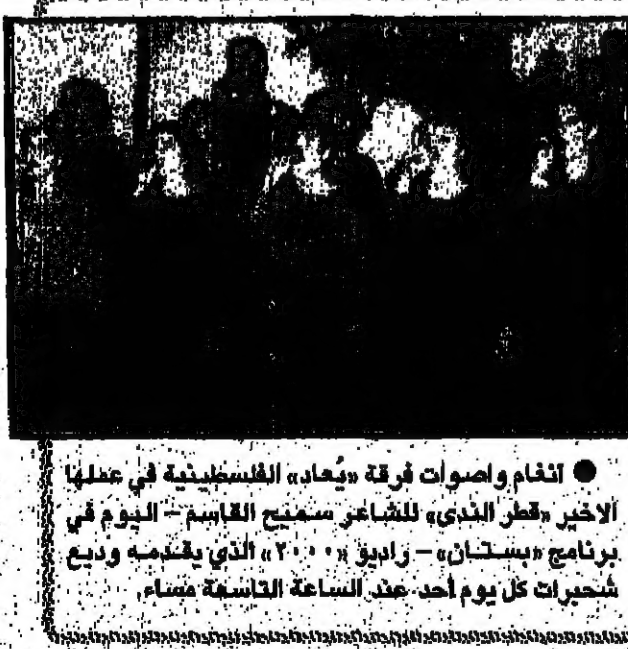 ● انغام واصوات فرقة «يُعاد» الفلسطينية في عملها
الاخير «قطر الندى» للشاعر سميح القاسم – اليوم في
برنامج «بستان» – راديو «٢٠٠٠» الذي يقدمه وديع
شحبرات كل يوم أحد عند الساعة التاسعة مساء.